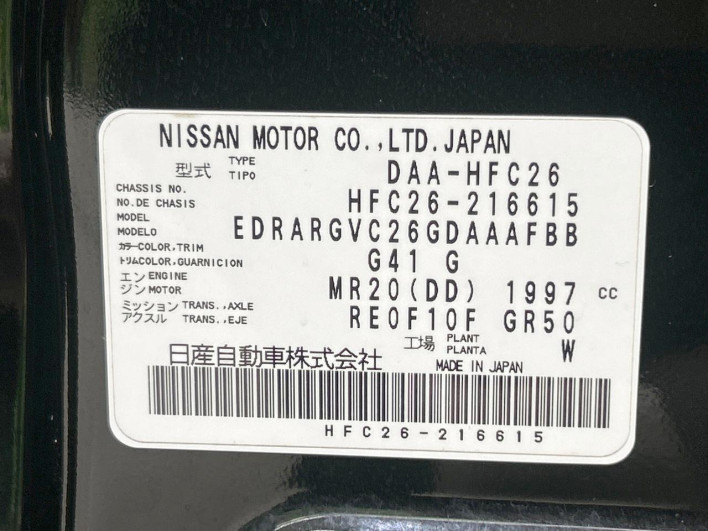 NISSAN MOTOR CO.,LTD.JAPAN
型式 TYPE TIPO DAA-HFC26
CHASSIS NO.
NO.DE CHASIS HFC26-216615
MODEL
MODELO EDRARGVC26GDAAAFBB
カラーCOLOR,TRIM
トリムCOLOR,GUARNICION G41 G
エンジン ENGINE MOTOR MR20(DD) 1997 CC
ミッション TRANS.,AXLE
アクスル TRANS.,EJE RE0F10F GR50
工場 PLANT PLANTA W
日産自動車株式会社 MADE IN JAPAN
HFC26-216615